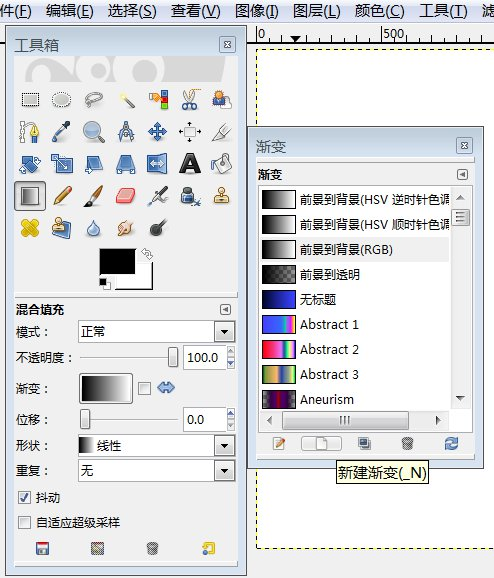 件(F) 编辑(E) 选择(S) 查看(V) 图像(I) 图层(L) 颜色(C) 工具(T) 滤
工具箱
0 500
渐变
渐变
前景到背景(HSV 逆时针色调
前景到背景(HSV 顺时针色调
前景到背景(RGB)
前景到透明
无标题
Abstract 1
Abstract 2
Abstract 3
Aneurism
新建渐变(_N)
混合填充
模式： 正常
不透明度： 100.0
渐变：
位移： 0.0
形状： 线性
重复： 无
抖动
自适应超级采样